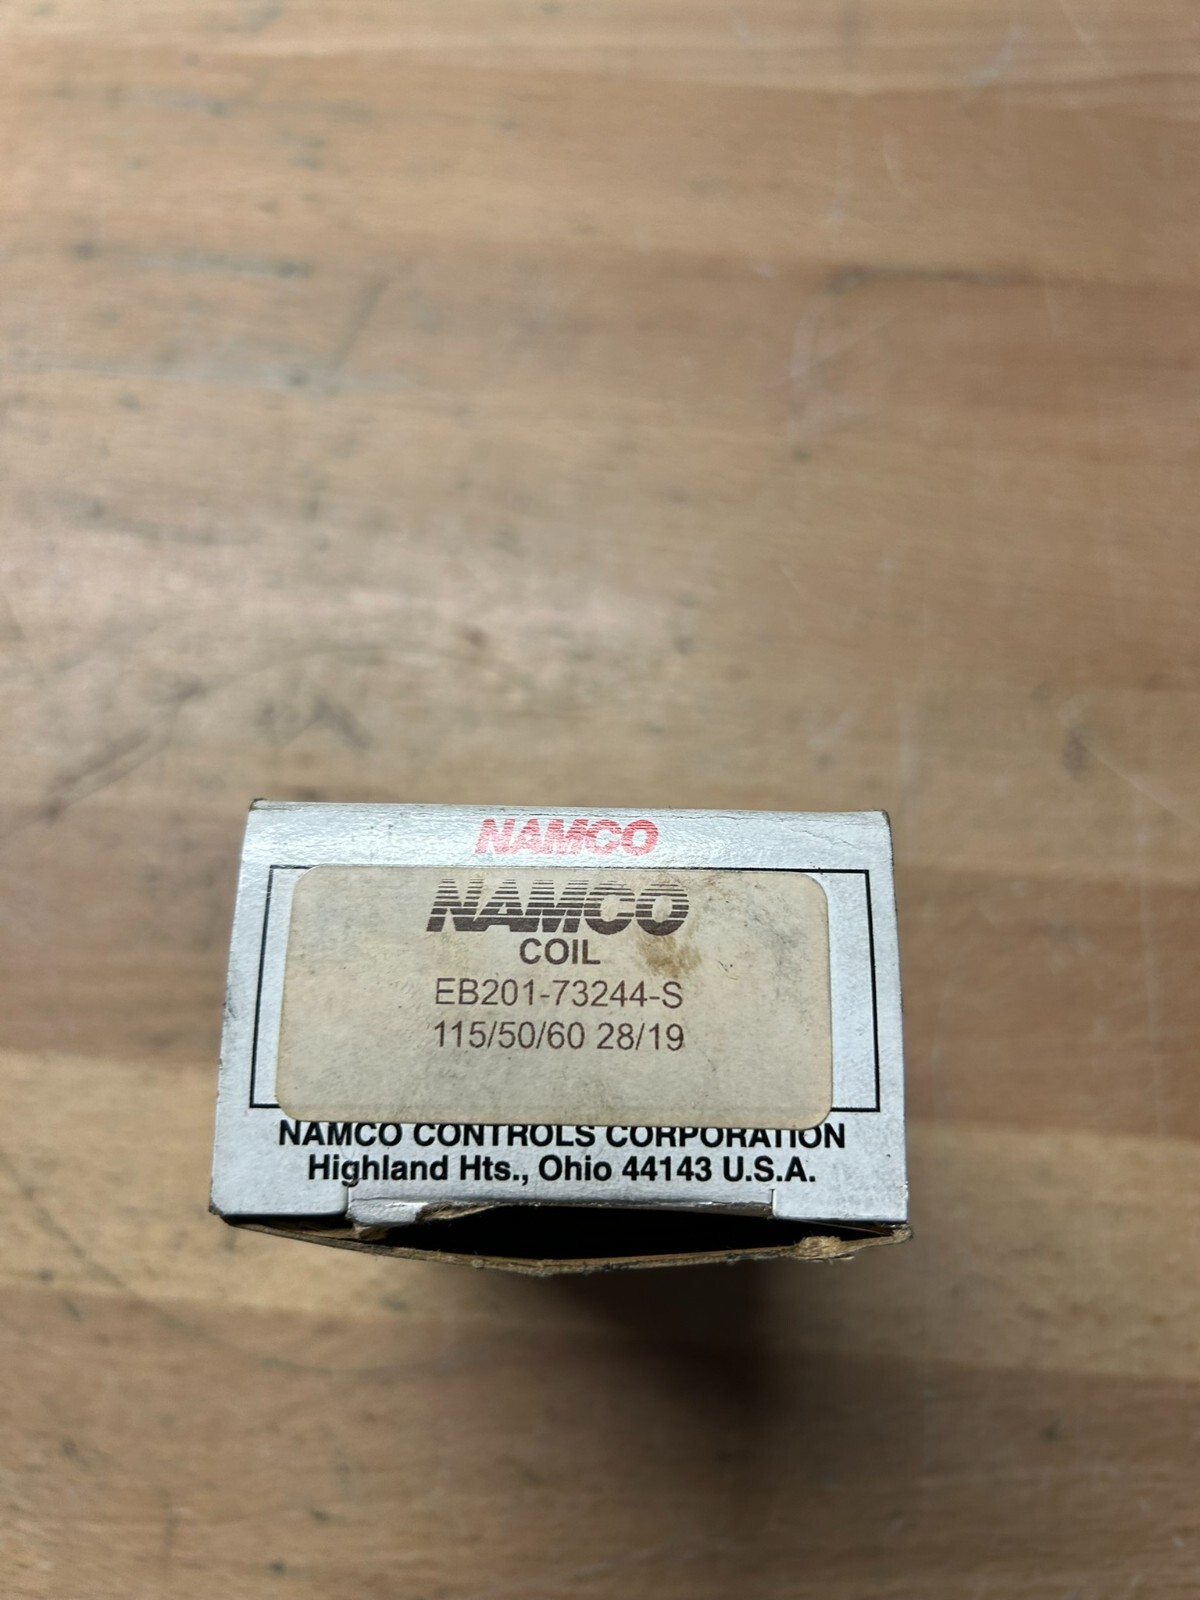 NAMCO
NAMCO
COIL
EB201-73244-S
115/50/60 28/19
NAMCO CONTROLS CORPORATION
Highland Hts., Ohio 44143 U.S.A.